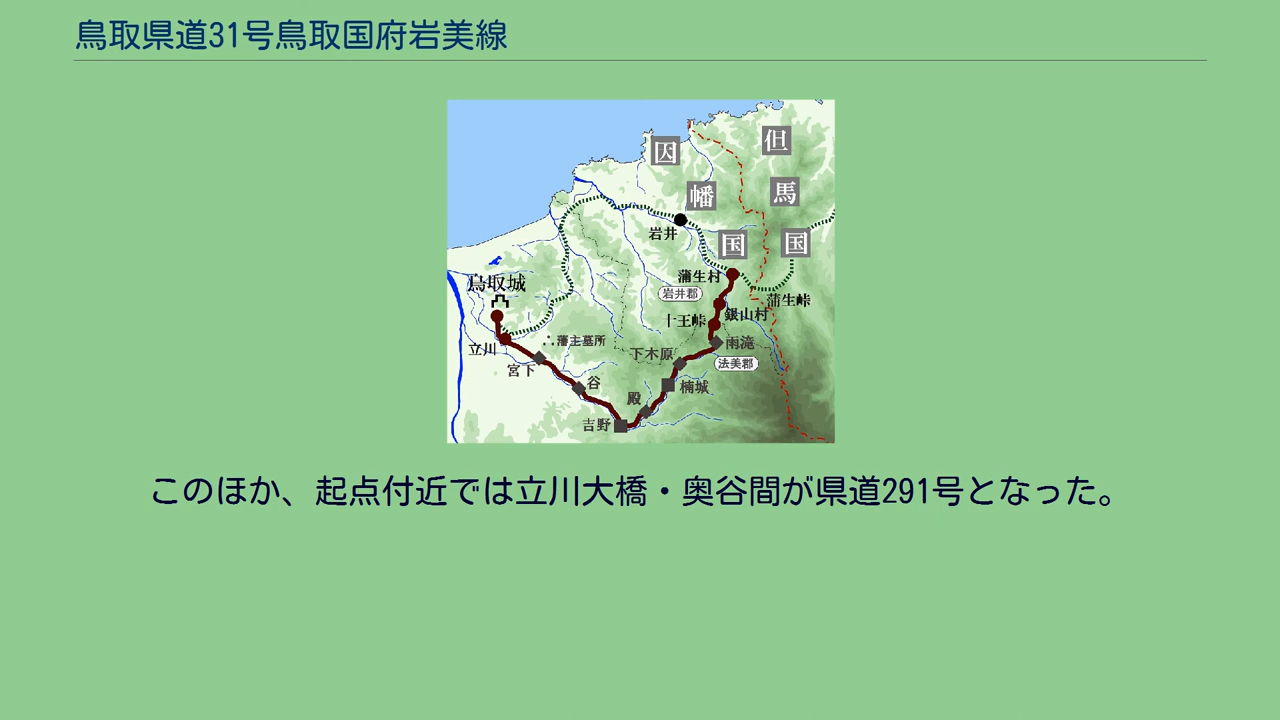 鳥取県道31号鳥取国府岩美線
因
幡
国
但
馬
国
岩井
蒲生村
岩井郡
蒲生峠
銀山村
十王峠
鳥取城
立川
∴藩主墓所
宮下
谷
下木原
雨滝
法美郡
楠城
殿
吉野
このほか、起点付近では立川大橋・奥谷間が県道291号となった。